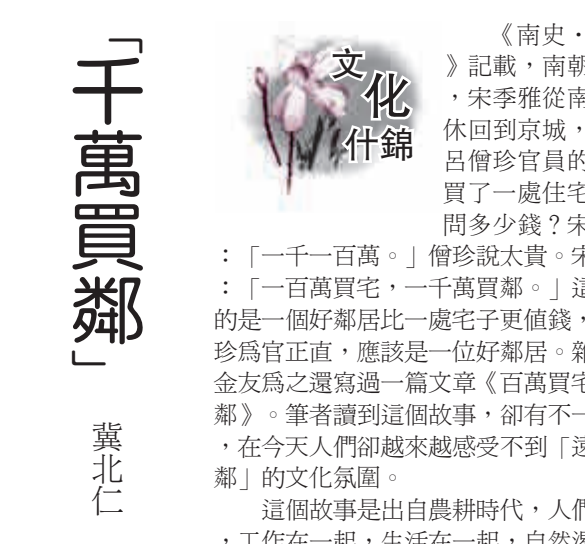 「千萬買鄰」
冀北仁
文化
什錦
《南史·
》記載，南朝
，宋季雅從南
休回到京城，
呂僧珍官員的
買了一處住宅
問多少錢？宋
：「一千一百萬。」僧珍說太貴。宋
：「一百萬買宅，一千萬買鄰。」這
的是一個好鄰居比一處宅子更值錢，
珍爲官正直，應該是一位好鄰居。雜
金友爲之還寫過一篇文章《百萬買宅
鄰》。筆者讀到這個故事，卻有不一
，在今天人們卻越來越感受不到「遠
鄰」的文化氛圍。
這個故事是出自農耕時代，人們
，工作在一起，生活在一起，自然